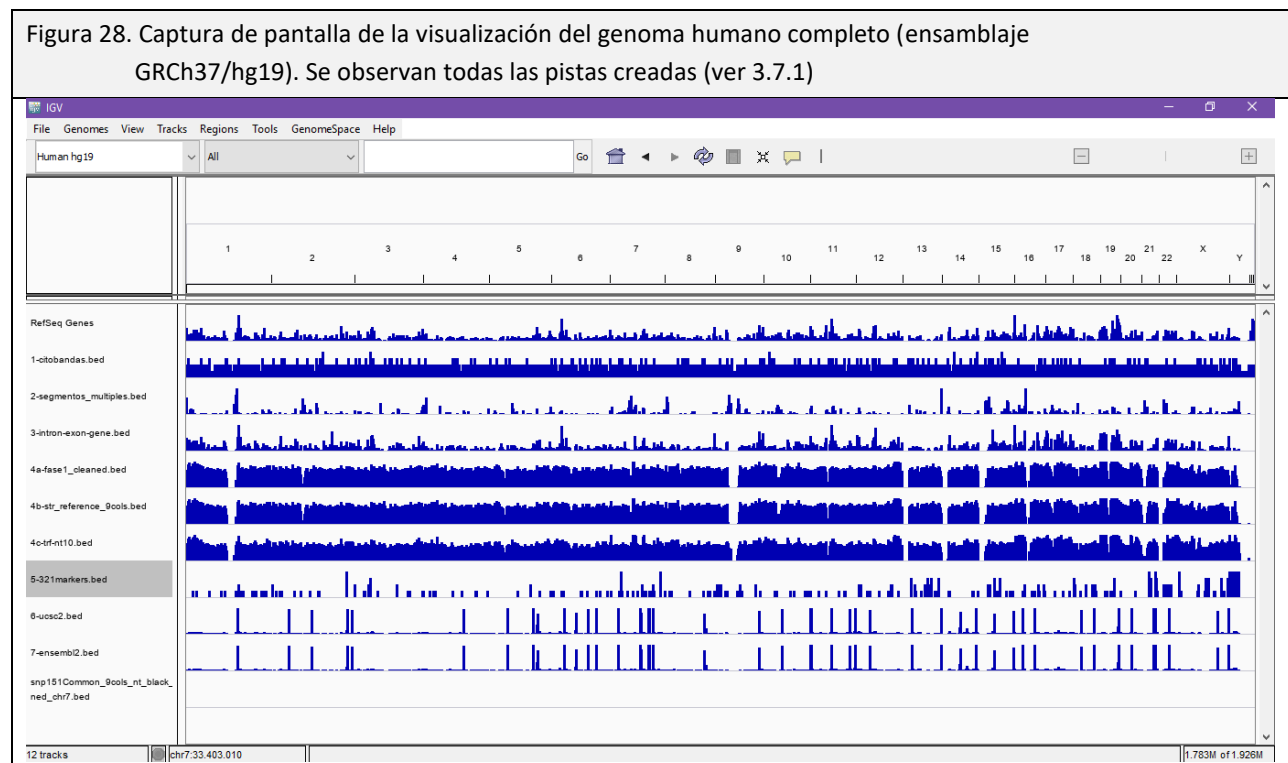 Figura 28. Captura de pantalla de la visualización del genoma humano completo (ensamblaje
GRCh37/hg19). Se observan todas las pistas creadas (ver 3.7.1)
IGV
File Genomes View Tracks Regions Tools GenomeSpace Help
Human hg19 All Go
1 2 3 4 5 6 7 8 9 10 11 12 13 14 15 16 17 18 19 20 21 22 X Y
RefSeq Genes
1-citobandas.bed
2-segmentos_multiples.bed
3-intron-exon-gene.bed
4a-fase1_cleaned.bed
4b-str_reference_9cols.bed
4c-trf-nt10.bed
5-321markers.bed
6-ucsc2.bed
7-ensembl2.bed
snp151Common_9cols_nt_black_
ned_chr7.bed
12 tracks chr7:33.403.010 1.783M of 1.926M